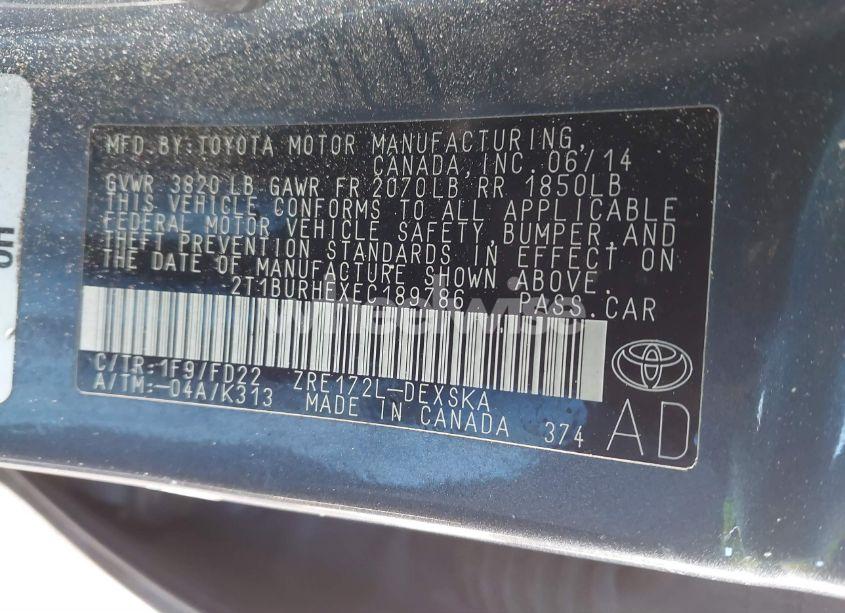 MFD.BY:TOYOTA MOTOR MANUFACTURING,
CANADA,INC. 06/14
GVWR 3820 LB GAWR FR 2070LB RR 1850LB
THIS VEHICLE CONFORMS TO ALL APPLICABLE
FEDERAL MOTOR VEHICLE SAFETY,BUMPER,AND
THEFT PREVENTION STANDARDS IN EFFECT ON
THE DATE OF MANUFACTURE SHOWN ABOVE.
2T1BURHEXEC189786 PASS.CAR
C/TR:1F9/FD22 ZRE172L-DEXSKA
A/TM:-04A/K313 MADE IN CANADA 374
AD